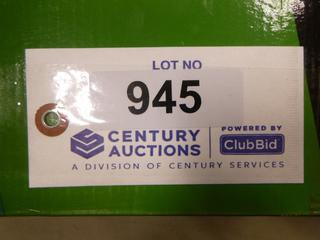 LOT NO
945
CENTURY
AUCTIONS
POWERED BY
ClubBid
A DIVISION OF CENTURY SERVICES